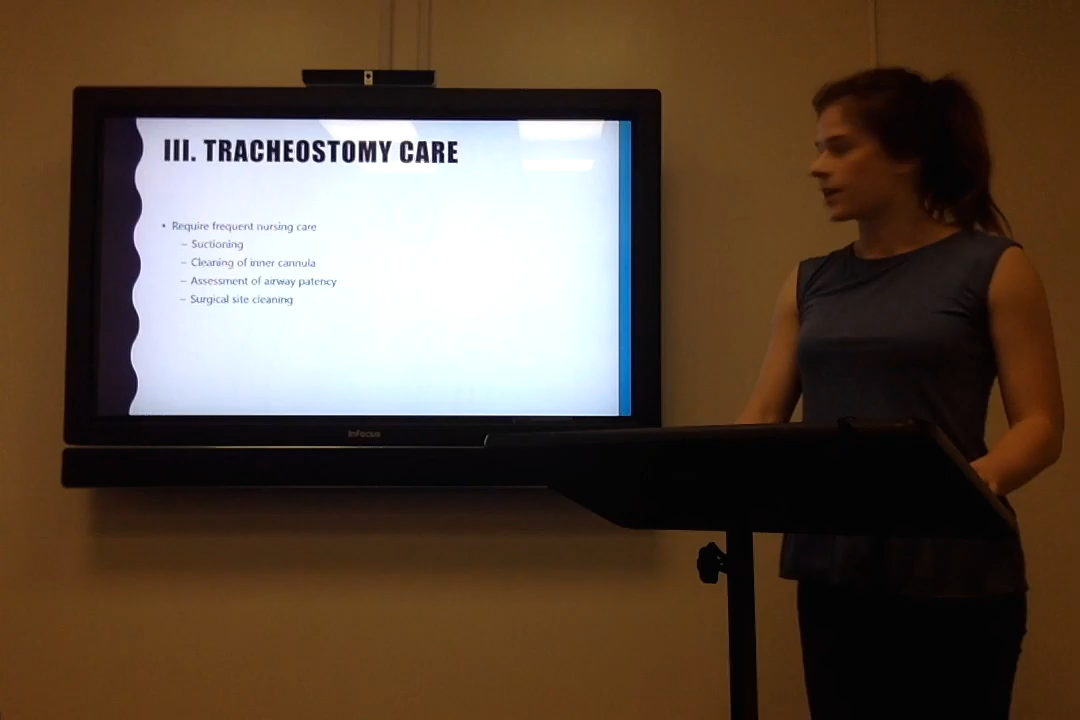 III. TRACHEOSTOMY CARE
• Require frequent nursing care
– Suctioning
– Cleaning of inner cannula
– Assessment of airway patency
– Surgical site cleaning
InFocus